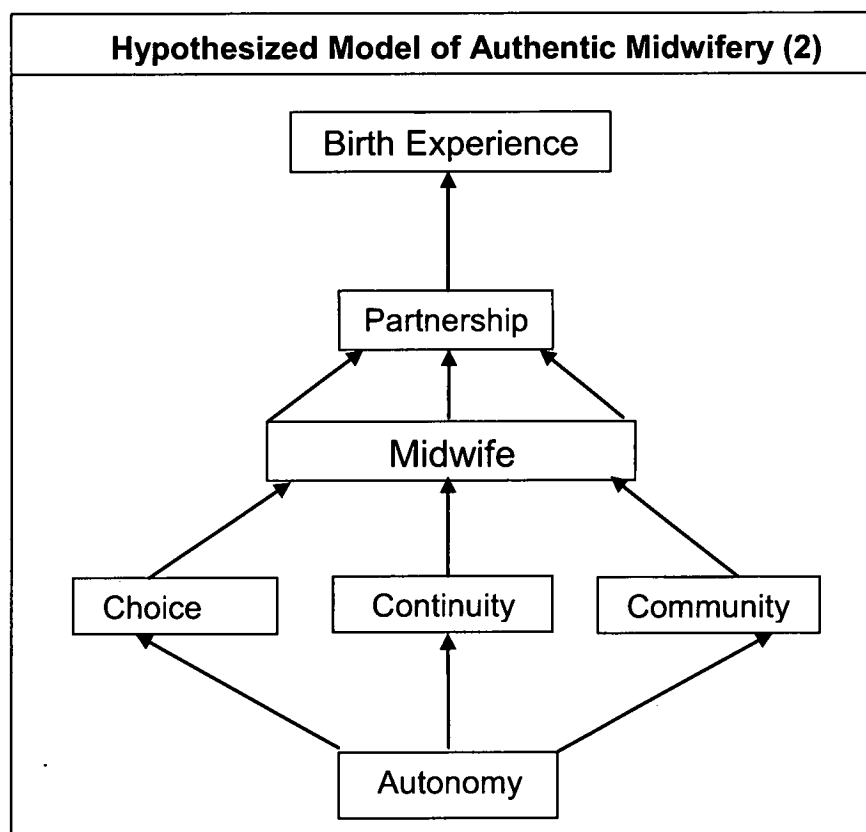 Hypothesized Model of Authentic Midwifery (2)
Birth Experience
Partnership
Midwife
Choice
Continuity
Community
Autonomy